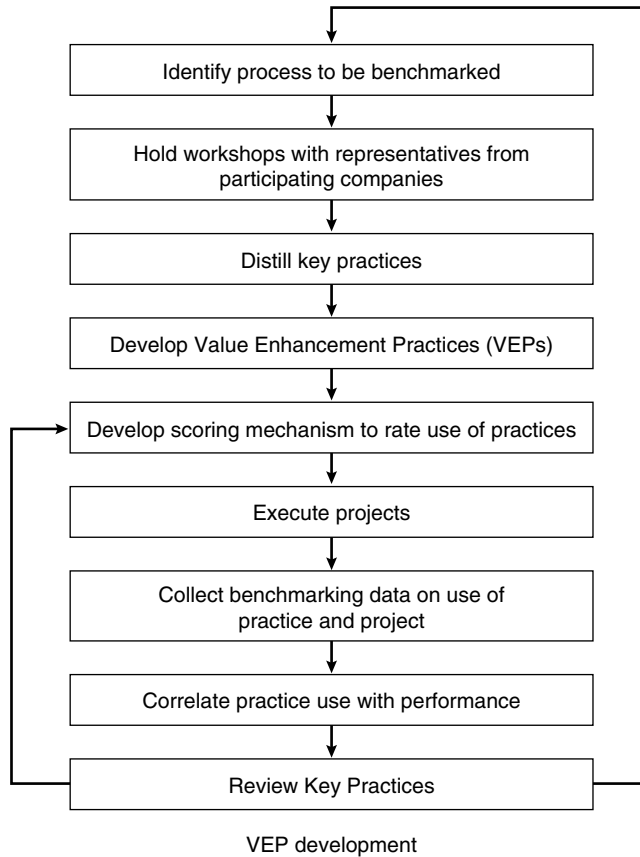 Identify process to be benchmarked
Hold workshops with representatives from
participating companies
Distill key practices
Develop Value Enhancement Practices (VEPs)
Develop scoring mechanism to rate use of practices
Execute projects
Collect benchmarking data on use of
practice and project
Correlate practice use with performance
Review Key Practices
VEP development